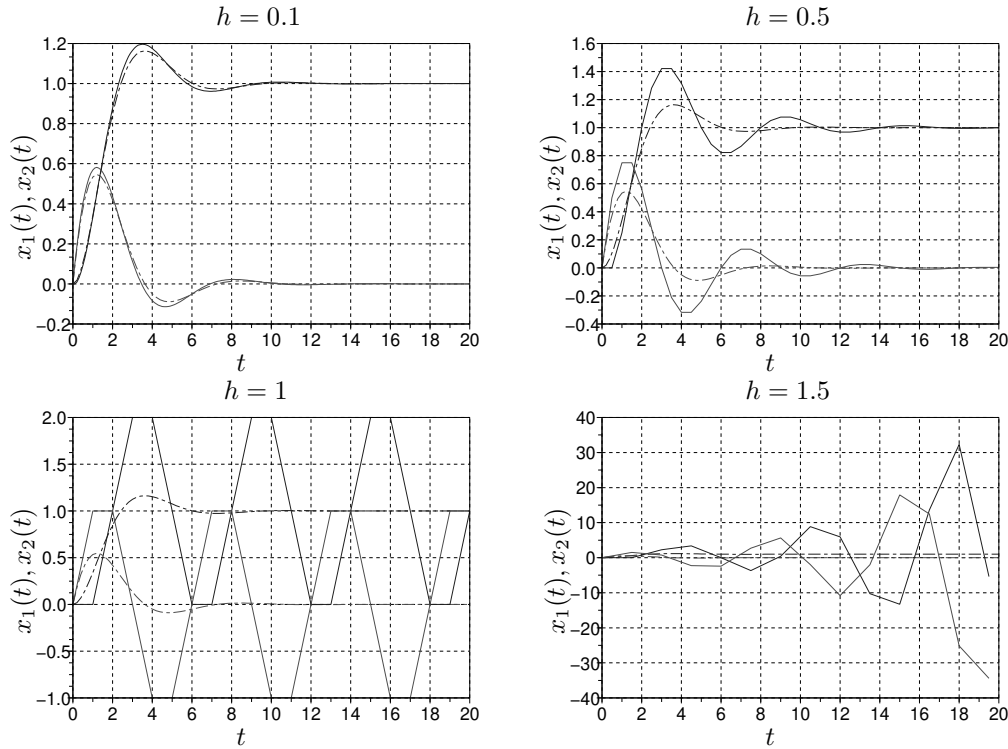 h = 0.1
1.2
1.0
0.8
0.6
0.4
0.2
0.0
−0.2
x₁(t), x₂(t)
0 2 4 6 8 10 12 14 16 18 20
t
h = 0.5
1.6
1.4
1.2
1.0
0.8
0.6
0.4
0.2
0.0
−0.2
−0.4
x₁(t), x₂(t)
0 2 4 6 8 10 12 14 16 18 20
t
h = 1
2.0
1.5
1.0
0.5
0.0
−0.5
−1.0
x₁(t), x₂(t)
0 2 4 6 8 10 12 14 16 18 20
t
h = 1.5
40
30
20
10
0
−10
−20
−30
−40
x₁(t), x₂(t)
0 2 4 6 8 10 12 14 16 18 20
t